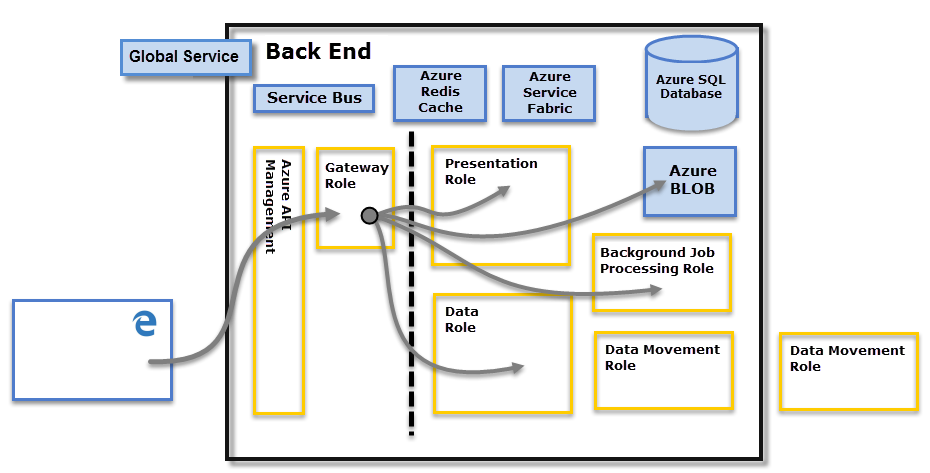 Global Service
Back End
Service Bus
Azure
Redis
Cache
Azure
Service
Fabric
Azure SQL
Database
Azure API
Management
Gateway
Role
Presentation
Role
Azure
BLOB
Background Job
Processing Role
Data
Role
Data Movement
Role
Data Movement
Role